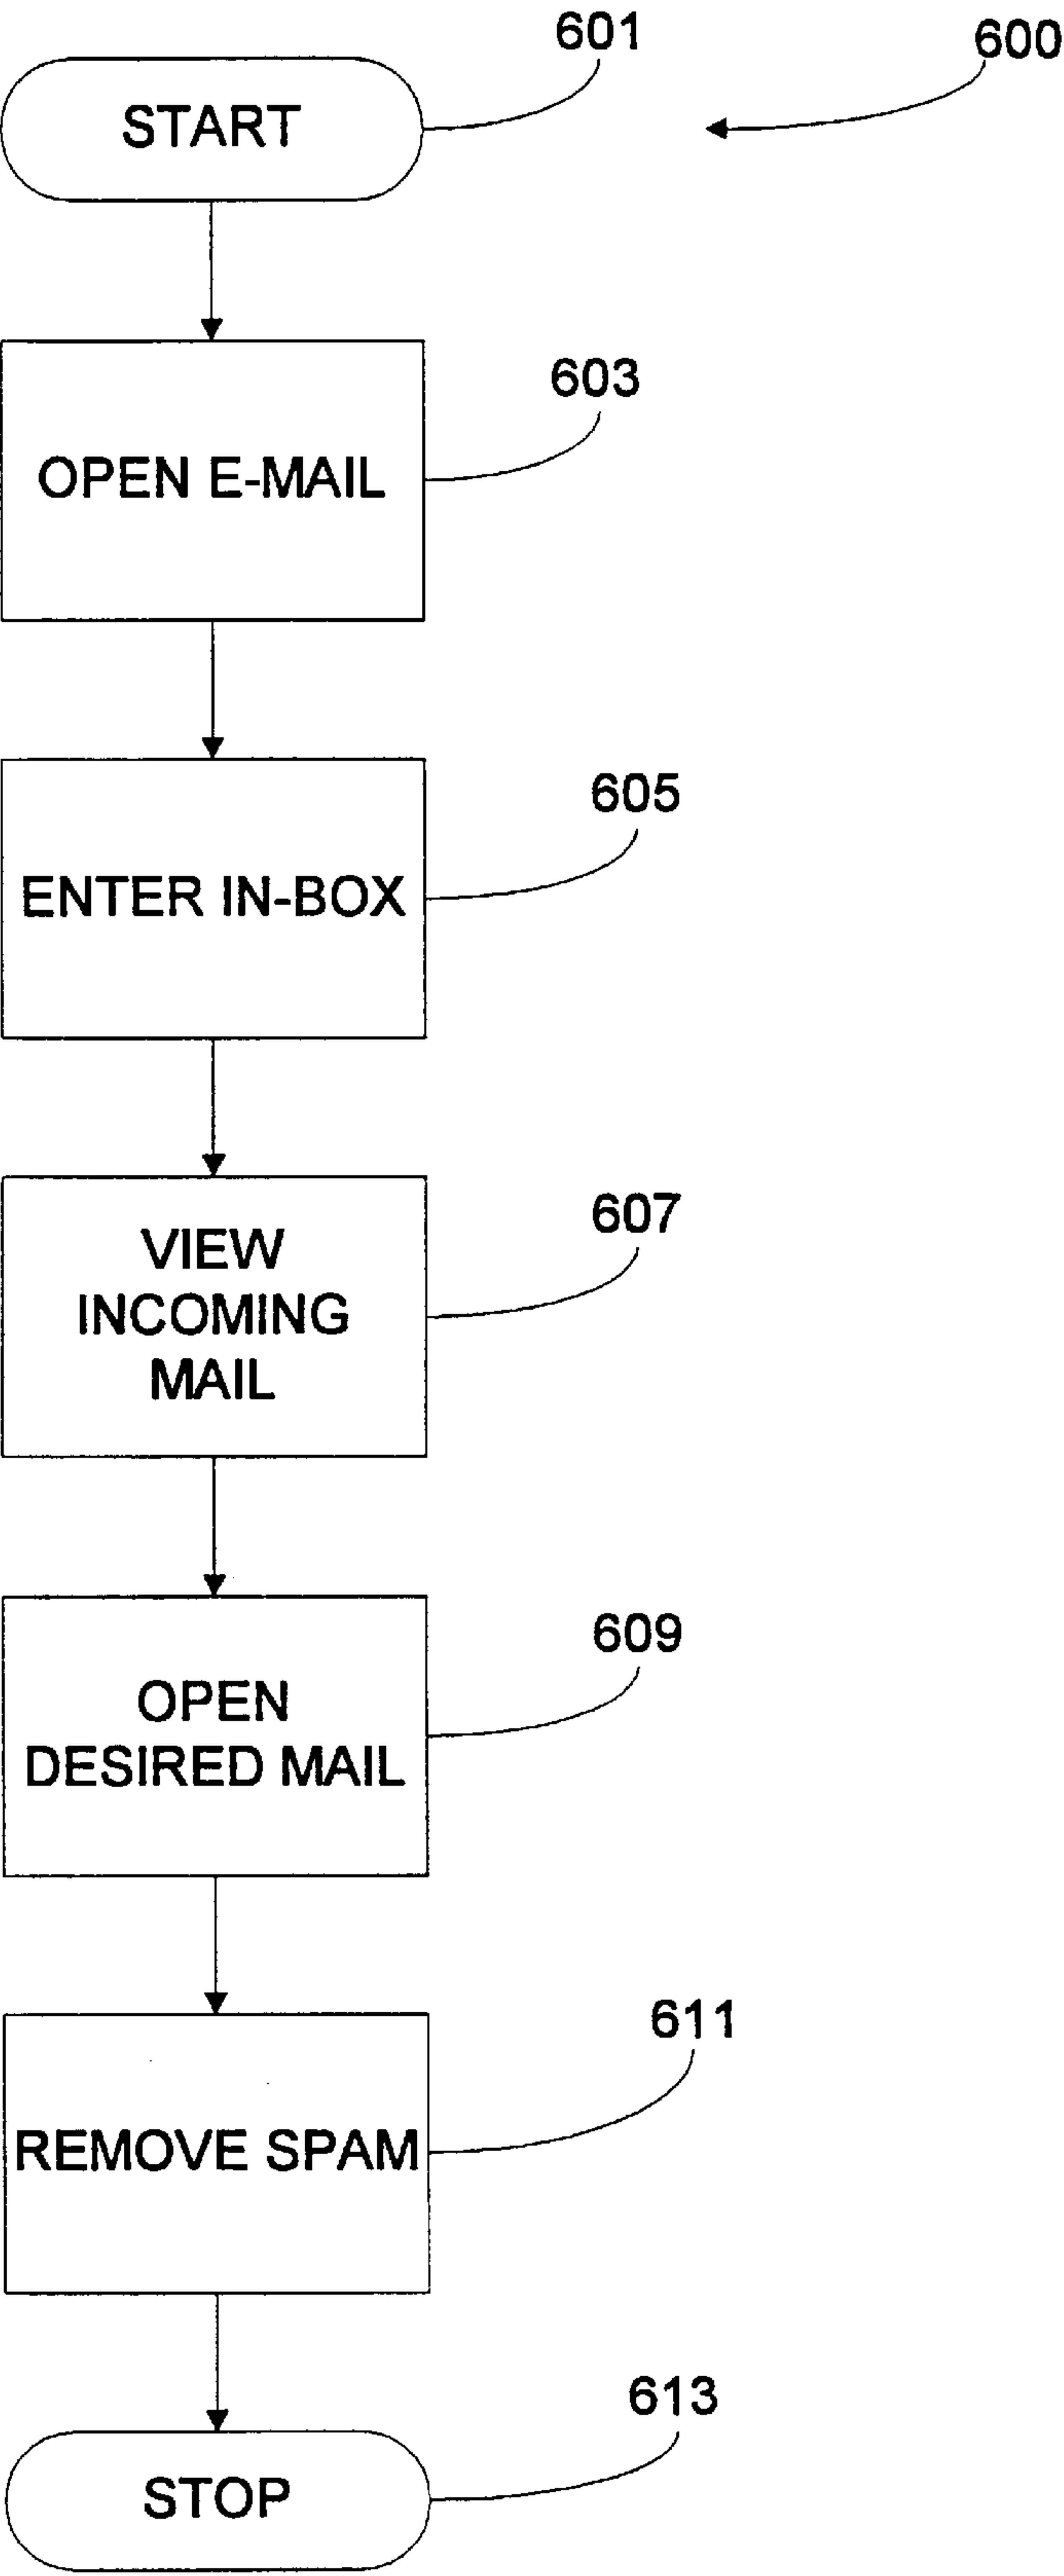 601
600
START
603
OPEN E-MAIL
605
ENTER IN-BOX
607
VIEW
INCOMING
MAIL
609
OPEN
DESIRED MAIL
611
REMOVE SPAM
613
STOP